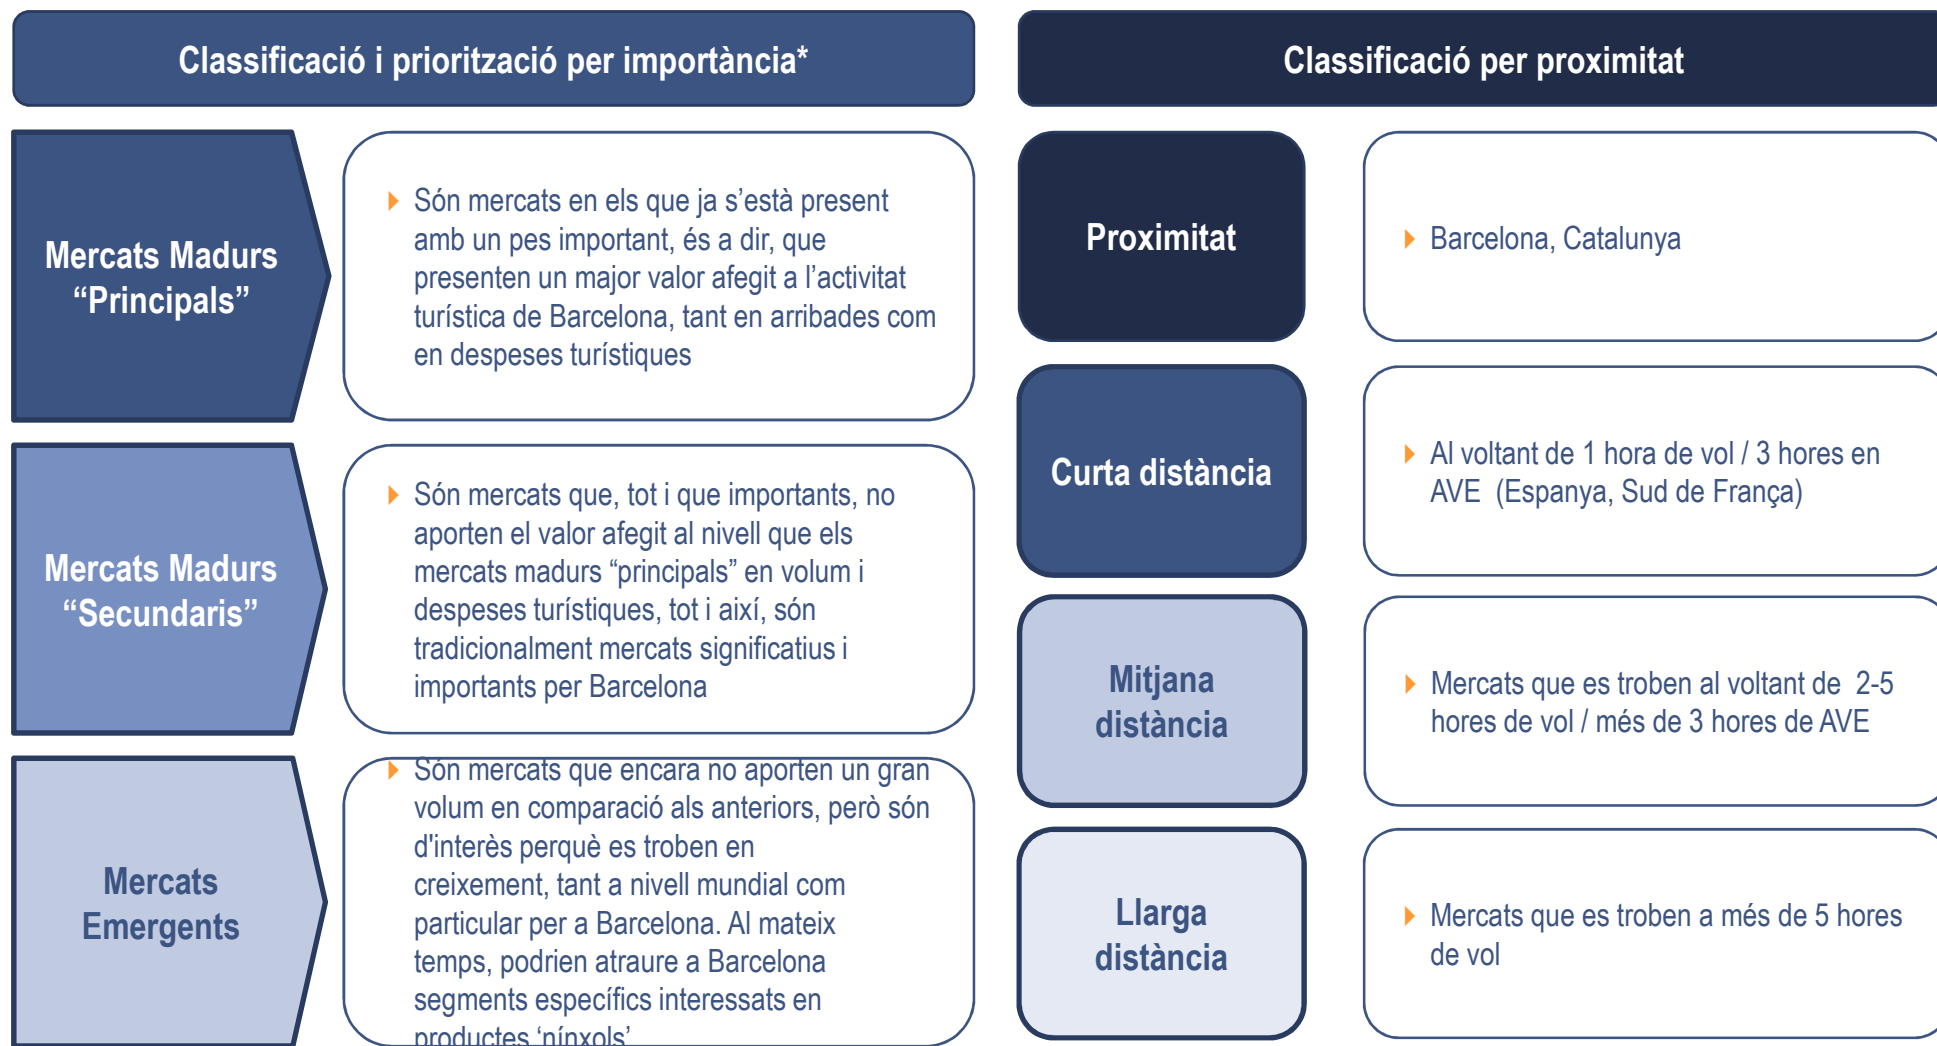 Classificació i priorització per importància*
Mercats Madurs
“Principals”
Són mercats en els que ja s’està present
amb un pes important, és a dir, que
presenten un major valor afegit a l’activitat
turística de Barcelona, tant en arribades com
en despeses turístiques
Mercats Madurs
“Secundaris”
Són mercats que, tot i que importants, no
aporten el valor afegit al nivell que els
mercats madurs “principals” en volum i
despeses turístiques, tot i així, són
tradicionalment mercats significatius i
importants per Barcelona
Mercats
Emergents
Són mercats que encara no aporten un gran
volum en comparació als anteriors, però són
d'interès perquè es troben en
creixement, tant a nivell mundial com
particular per a Barcelona. Al mateix
temps, podrien atraure a Barcelona
segments específics interessats en
productes ‘nínxols’
Classificació per proximitat
Proximitat
Barcelona, Catalunya
Curta distància
Al voltant de 1 hora de vol / 3 hores en
AVE (Espanya, Sud de França)
Mitjana
distància
Mercats que es troben al voltant de 2-5
hores de vol / més de 3 hores de AVE
Llarga
distància
Mercats que es troben a més de 5 hores
de vol